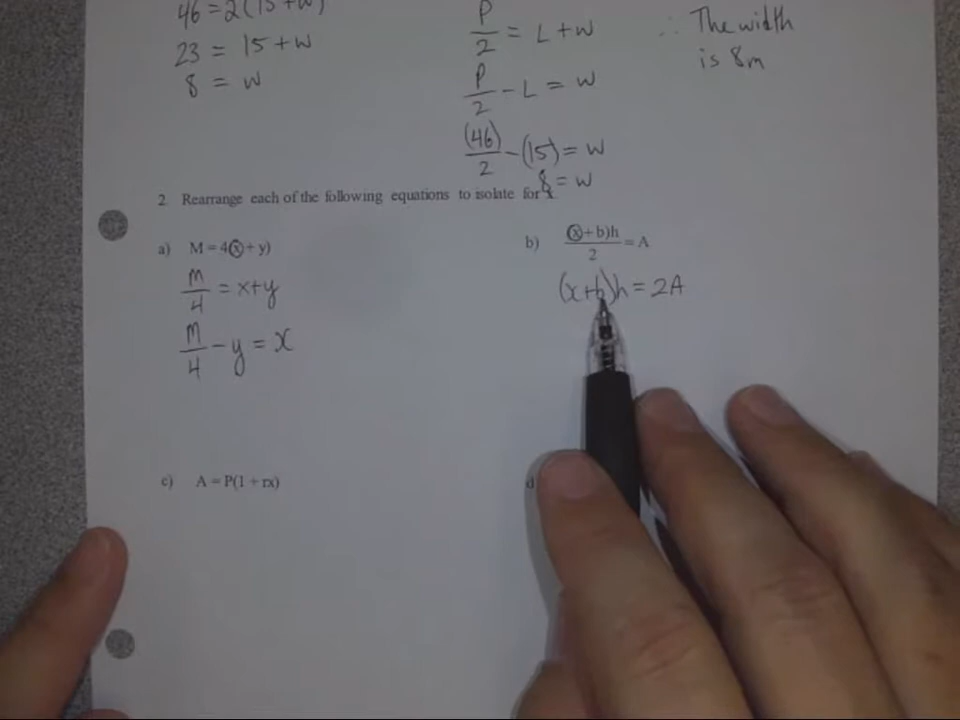 46 = 2(15 + w)
23 = 15 + w
8 = w
P/2 = L + w
P/2 - L = w
(46)/2 - (15) = w
8 = w
∴ The width
is 8m
2 Rearrange each of the following equations to isolate for x.
a) M = 4(x + y)
m/4 = x+y
m/4 - y = x
b) (x + b)h/2 = A
(x+b)h = 2A
c) A = P(1 + rx)
d